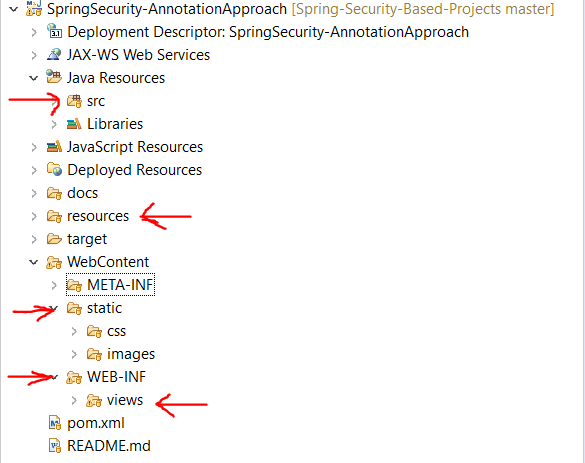 SpringSecurity-AnnotationApproach [Spring-Security-Based-Projects master]
Deployment Descriptor: SpringSecurity-AnnotationApproach
JAX-WS Web Services
Java Resources
src
Libraries
JavaScript Resources
Deployed Resources
docs
resources
target
WebContent
META-INF
static
css
images
WEB-INF
views
pom.xml
README.md